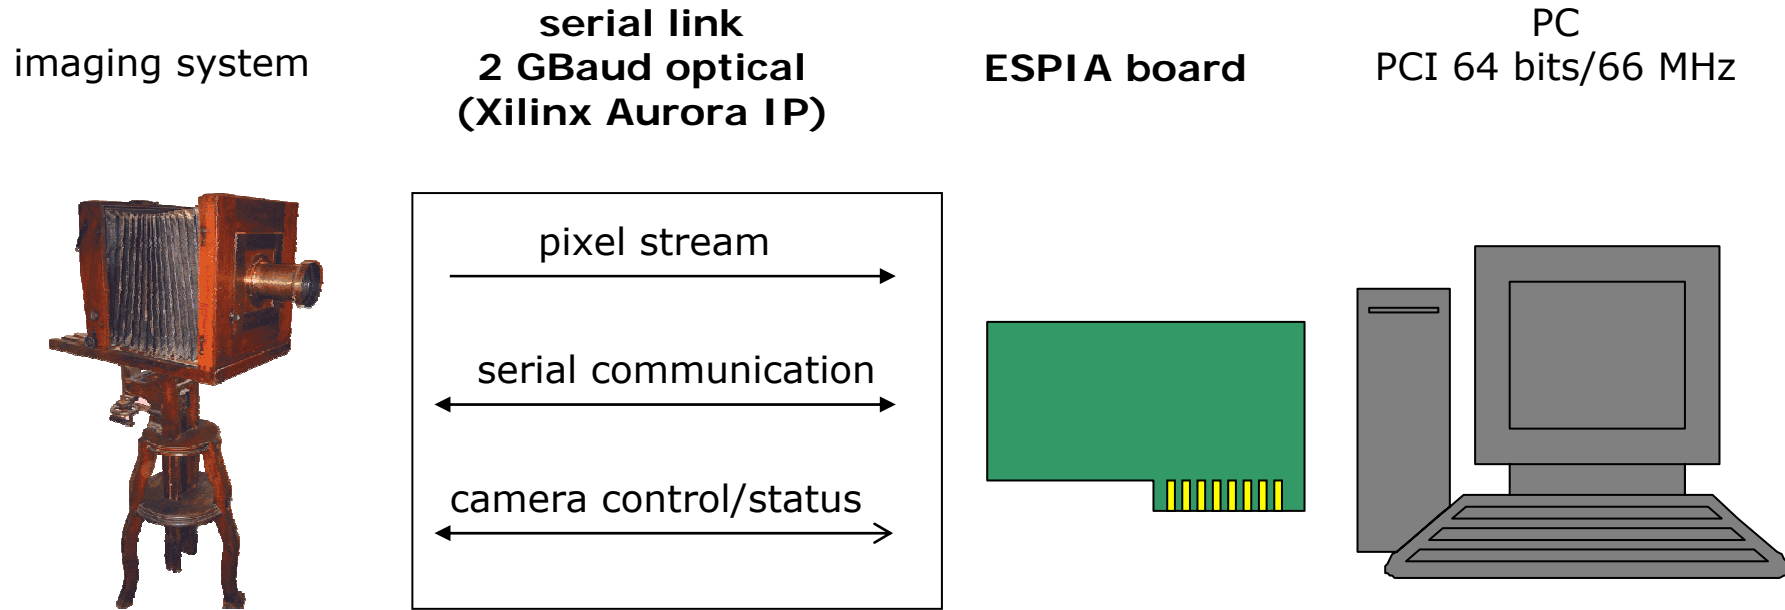 imaging system
serial link
2 GBaud optical
(Xilinx Aurora IP)
ESPIA board
PC
PCI 64 bits/66 MHz
pixel stream
serial communication
camera control/status